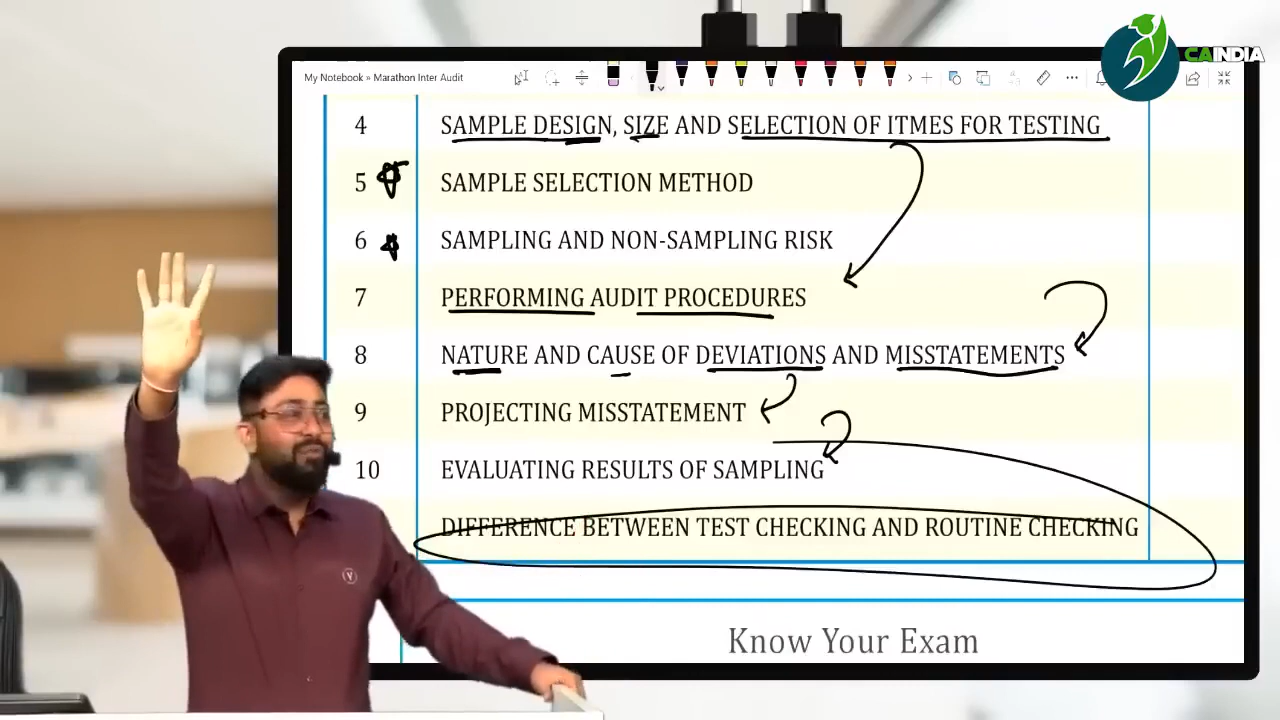 CAINDIA
My Notebook » Marathon Inter Audit
4 SAMPLE DESIGN, SIZE AND SELECTION OF ITMES FOR TESTING
5 SAMPLE SELECTION METHOD
6 SAMPLING AND NON-SAMPLING RISK
7 PERFORMING AUDIT PROCEDURES
8 NATURE AND CAUSE OF DEVIATIONS AND MISSTATEMENTS
9 PROJECTING MISSTATEMENT
10 EVALUATING RESULTS OF SAMPLING
DIFFERENCE BETWEEN TEST CHECKING AND ROUTINE CHECKING
Know Your Exam